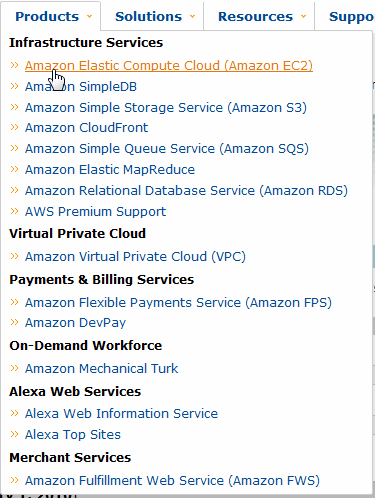 Products Solutions Resources Suppo
Infrastructure Services
Amazon Elastic Compute Cloud (Amazon EC2)
Amazon SimpleDB
Amazon Simple Storage Service (Amazon S3)
Amazon CloudFront
Amazon Simple Queue Service (Amazon SQS)
Amazon Elastic MapReduce
Amazon Relational Database Service (Amazon RDS)
AWS Premium Support
Virtual Private Cloud
Amazon Virtual Private Cloud (VPC)
Payments & Billing Services
Amazon Flexible Payments Service (Amazon FPS)
Amazon DevPay
On-Demand Workforce
Amazon Mechanical Turk
Alexa Web Services
Alexa Web Information Service
Alexa Top Sites
Merchant Services
Amazon Fulfillment Web Service (Amazon FWS)